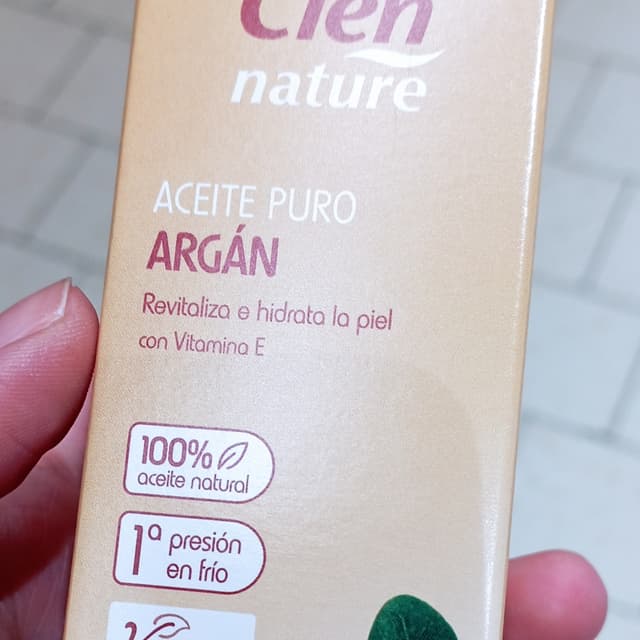 Cien
nature
ACEITE PURO
ARGÁN
Revitaliza e hidrata la piel
con Vitamina E
100%
aceite natural
1ª presión
en frío